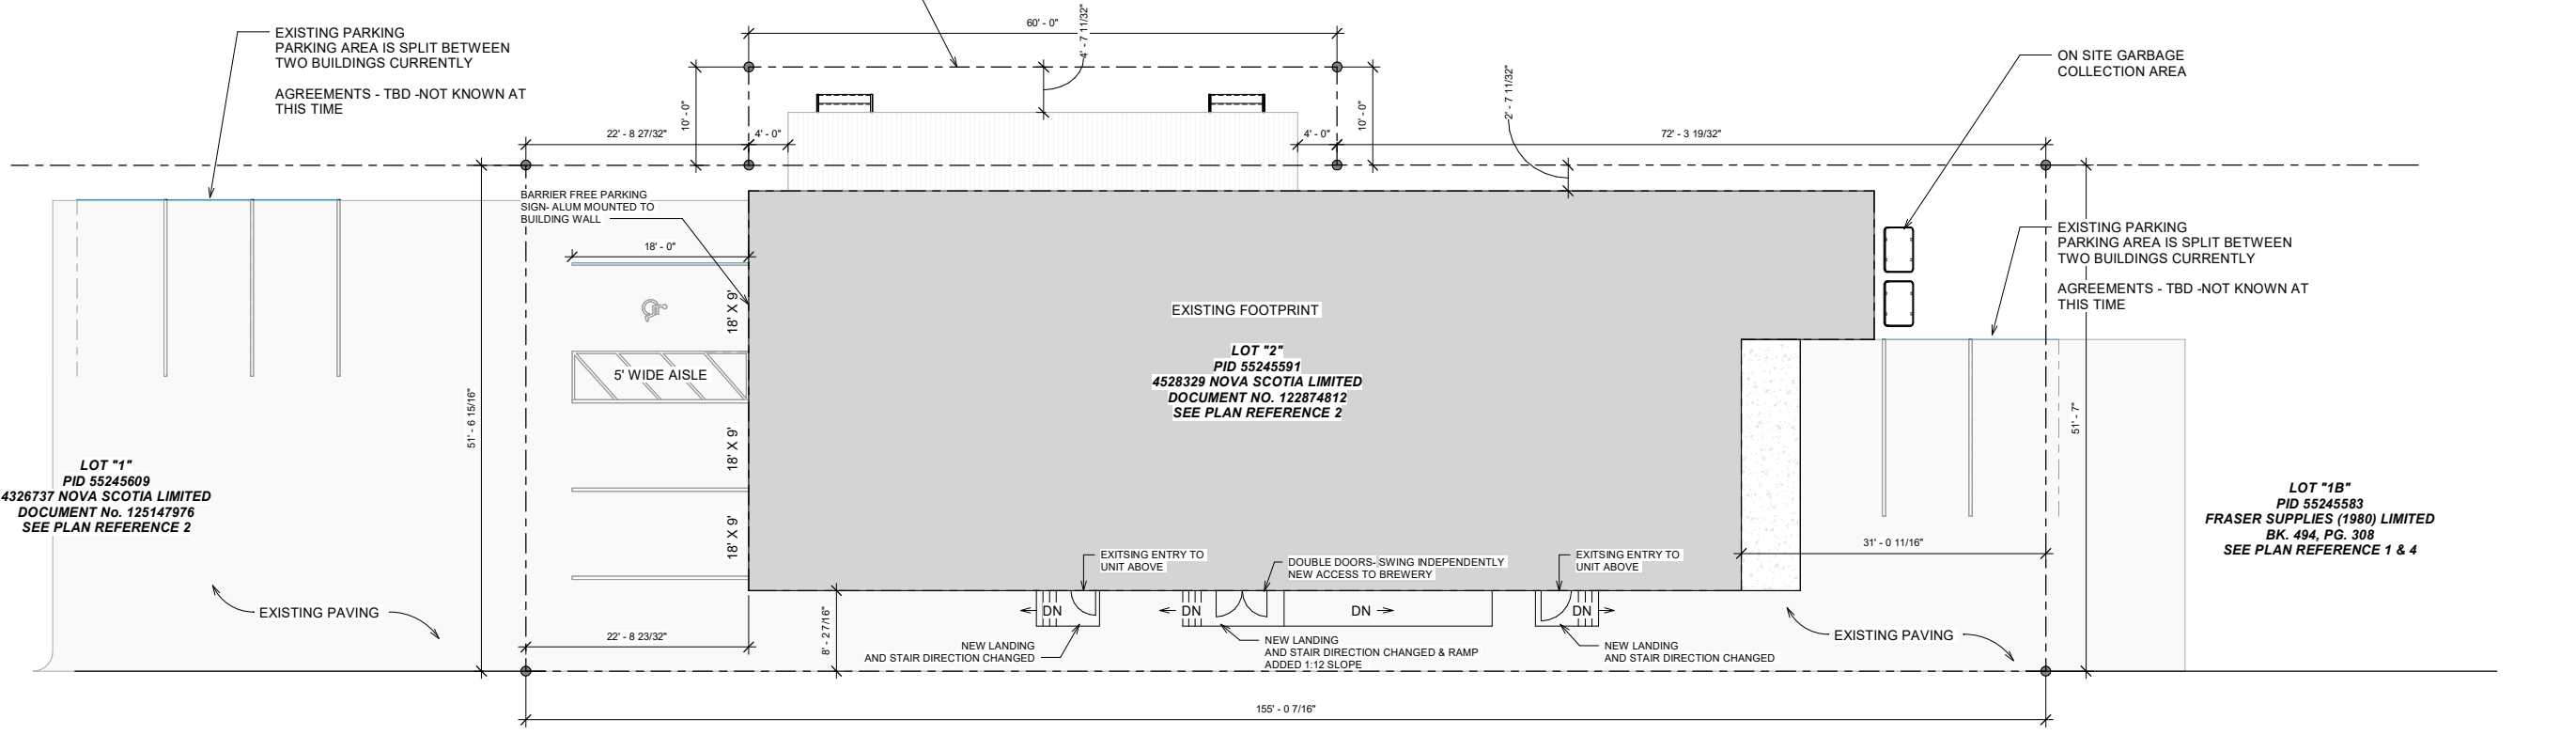 60' - 0"
4' - 7 11/32"
EXISTING PARKING
PARKING AREA IS SPLIT BETWEEN
TWO BUILDINGS CURRENTLY
AGREEMENTS - TBD -NOT KNOWN AT
THIS TIME
ON SITE GARBAGE
COLLECTION AREA
10' - 0"
10' - 0"
2' - 7 11/32"
22' - 8 27/32"
4' - 0"
4' - 0"
72' - 3 19/32"
BARRIER FREE PARKING
SIGN- ALUM MOUNTED TO
BUILDING WALL
18' - 0"
EXISTING PARKING
PARKING AREA IS SPLIT BETWEEN
TWO BUILDINGS CURRENTLY
AGREEMENTS - TBD -NOT KNOWN AT
THIS TIME
18' X 9'
EXISTING FOOTPRINT
LOT "2"
PID 55245591
4528329 NOVA SCOTIA LIMITED
DOCUMENT NO. 122874812
SEE PLAN REFERENCE 2
5' WIDE AISLE
51' - 6 15/16"
51' - 7"
18' X 9'
LOT "1"
PID 55245609
4326737 NOVA SCOTIA LIMITED
DOCUMENT No. 125147976
SEE PLAN REFERENCE 2
LOT "1B"
PID 55245583
FRASER SUPPLIES (1980) LIMITED
BK. 494, PG. 308
SEE PLAN REFERENCE 1 & 4
18' X 9'
31' - 0 11/16"
EXITSING ENTRY TO
UNIT ABOVE
DOUBLE DOORS- SWING INDEPENDENTLY
NEW ACCESS TO BREWERY
EXITSING ENTRY TO
UNIT ABOVE
EXISTING PAVING
DN
DN
DN
DN
8' - 2 7/16"
22' - 8 23/32"
NEW LANDING
AND STAIR DIRECTION CHANGED
NEW LANDING
AND STAIR DIRECTION CHANGED & RAMP
ADDED 1:12 SLOPE
NEW LANDING
AND STAIR DIRECTION CHANGED
EXISTING PAVING
155' - 0 7/16"